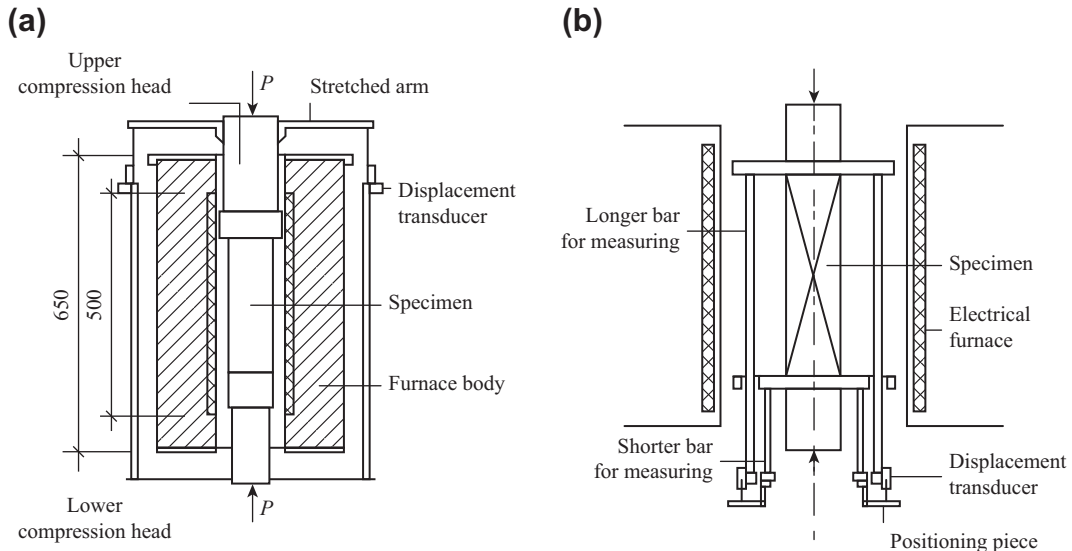 (a)
Upper
compression head
P
Stretched arm
Displacement
transducer
650
500
Specimen
Furnace body
Lower
compression head
P
(b)
Longer bar
for measuring
Specimen
Electrical
furnace
Shorter bar
for measuring
Displacement
transducer
Positioning piece